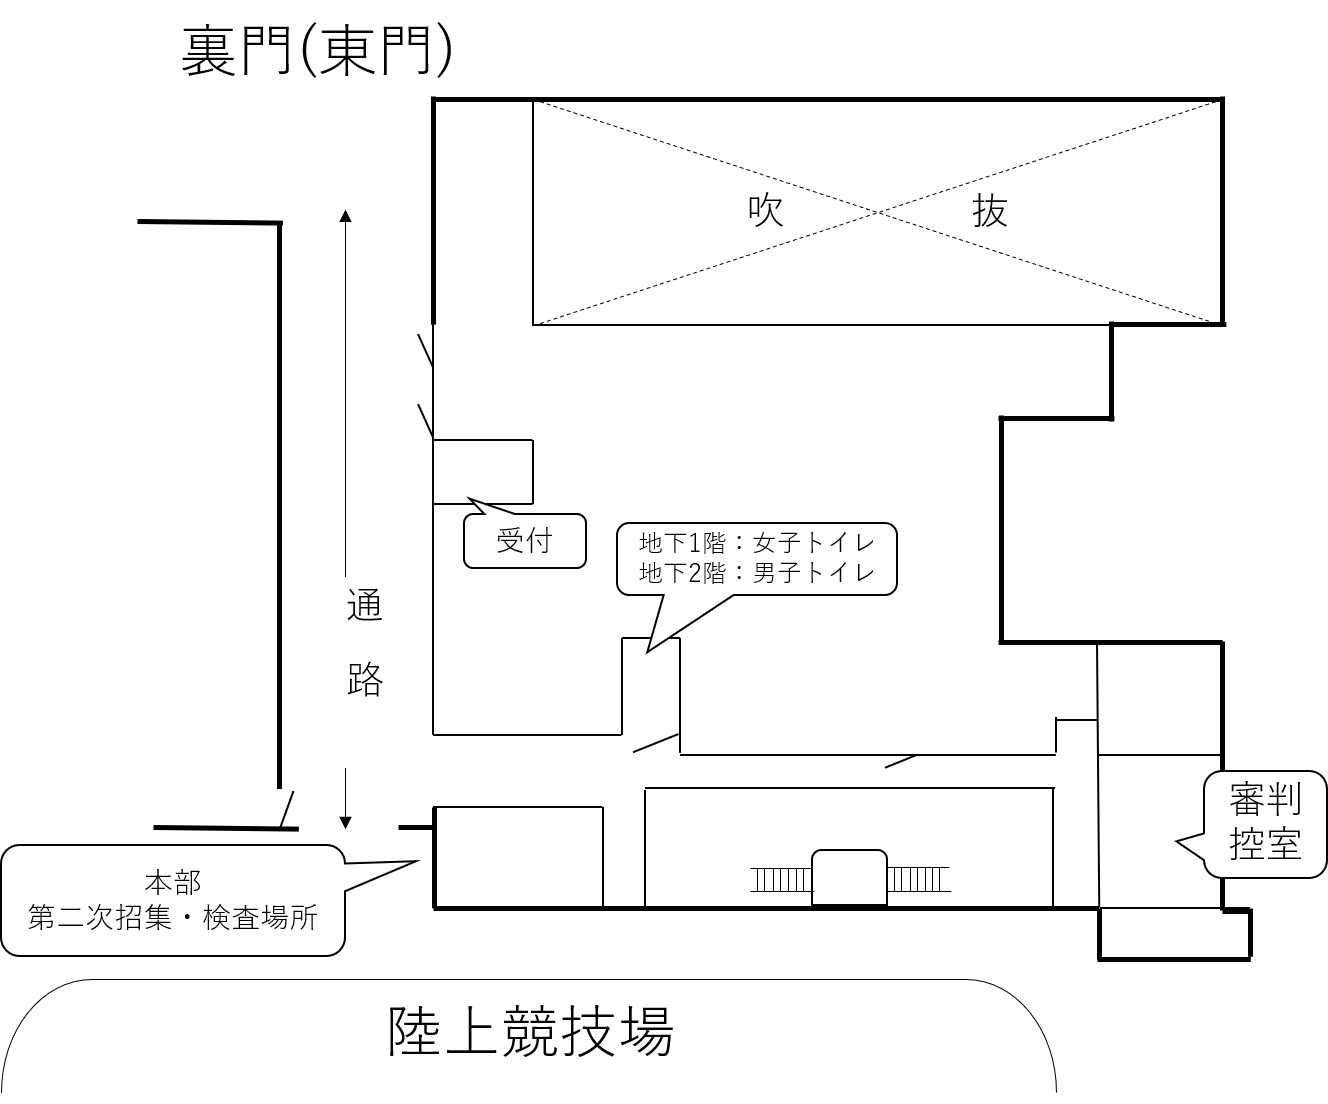 裏門(東門)
吹 抜
受付
地下1階：女子トイレ
地下2階：男子トイレ
通
路
審判
控室
本部
第二次招集・検査場所
陸上競技場